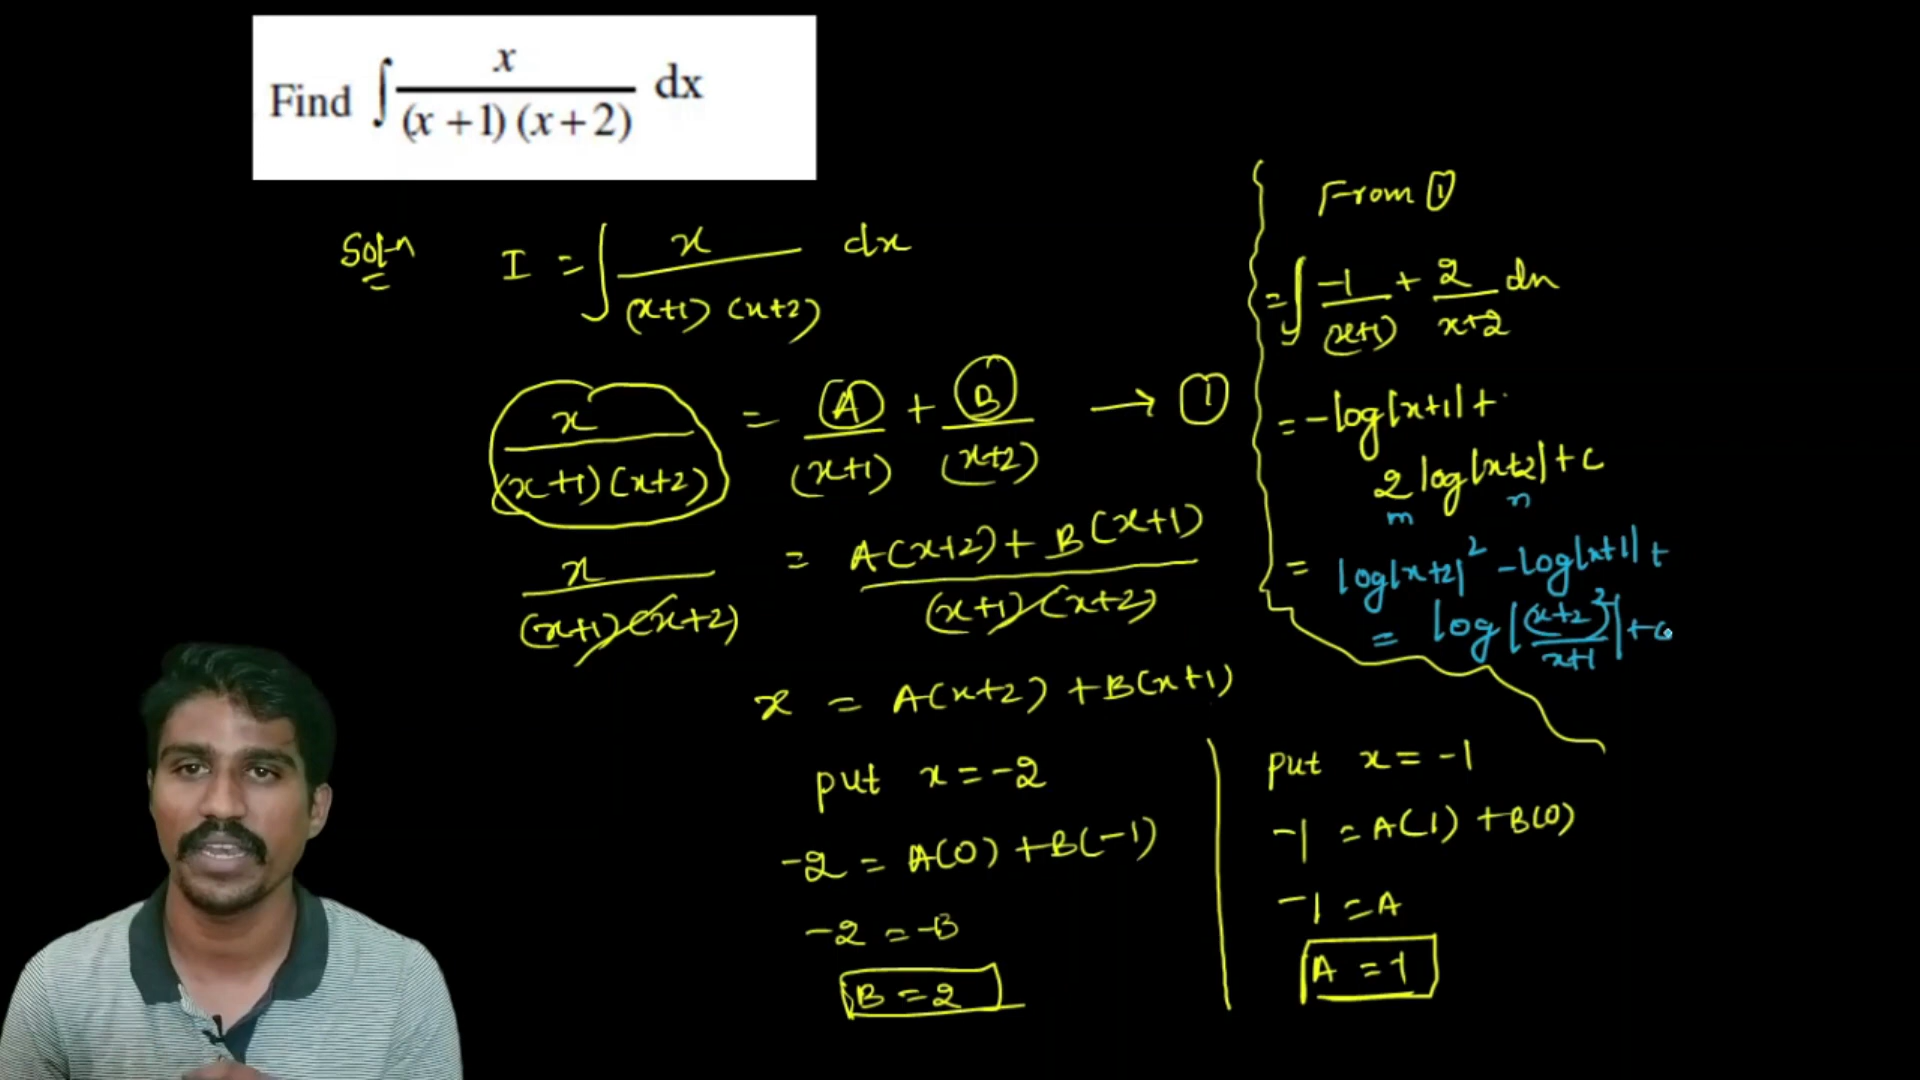 Find ∫ x/((x+1)(x+2)) dx
Soln I = ∫ x/((x+1)(x+2)) dx
x/((x+1)(x+2)) = A/(x+1) + B/(x+2) → ①
x/((x+1)(x+2)) = (A(x+2) + B(x+1))/((x+1)(x+2))
x = A(x+2) + B(x+1)
put x = -2
-2 = A(0) + B(-1)
-2 = -B
B = 2
put x = -1
-1 = A(1) + B(0)
-1 = A
A = -1
From ①
= ∫ -1/(x+1) + 2/(x+2) dx
= -log|x+1| +
2 log|x+2| + c
m n
= log|x+2|² - log|x+1| +
= log |(x+2)²/(x+1)| + c